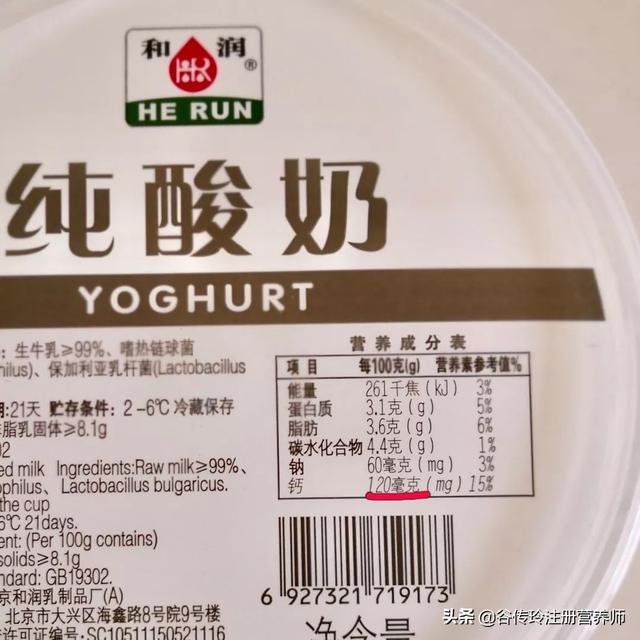 和润®
HE RUN
纯酸奶
YOGHURT
：生牛乳≥99%、嗜热链球菌
philus)、保加利亚乳杆菌(Lactobacillus
期:21天 贮存条件：2-6℃冷藏保存
脂乳固体≥8.1g
02
ed milk Ingredients:Raw milk≥99%,
ophilus, Lactobacillus bulgaricus.
the cup
6℃ 21days.
ent: (Per 100g contains)
solids≥8.1g
ndard: GB19302.
京和润乳制品厂(A)
北京市大兴区海鑫路8号院9号楼
许可证编号:SC10511150521116
营养成分表
项目 每100克(g) 营养素参考值%
能量 261千焦(kJ) 3%
蛋白质 3.1克(g) 5%
脂肪 3.6克(g) 6%
碳水化合物 4.4克(g) 1%
钠 60毫克(mg) 3%
钙 120毫克(mg) 15%
6 927321 719173
净含量
头条 @谷传玲注册营养师